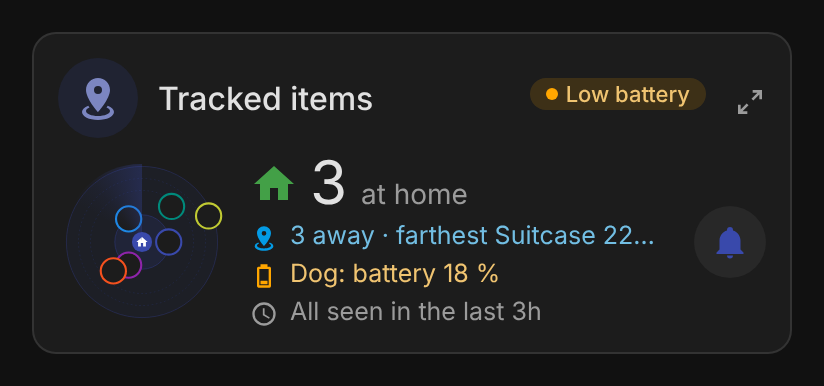 Tracked items
Low battery
3 at home
3 away · farthest Suitcase 22...
Dog: battery 18 %
All seen in the last 3h